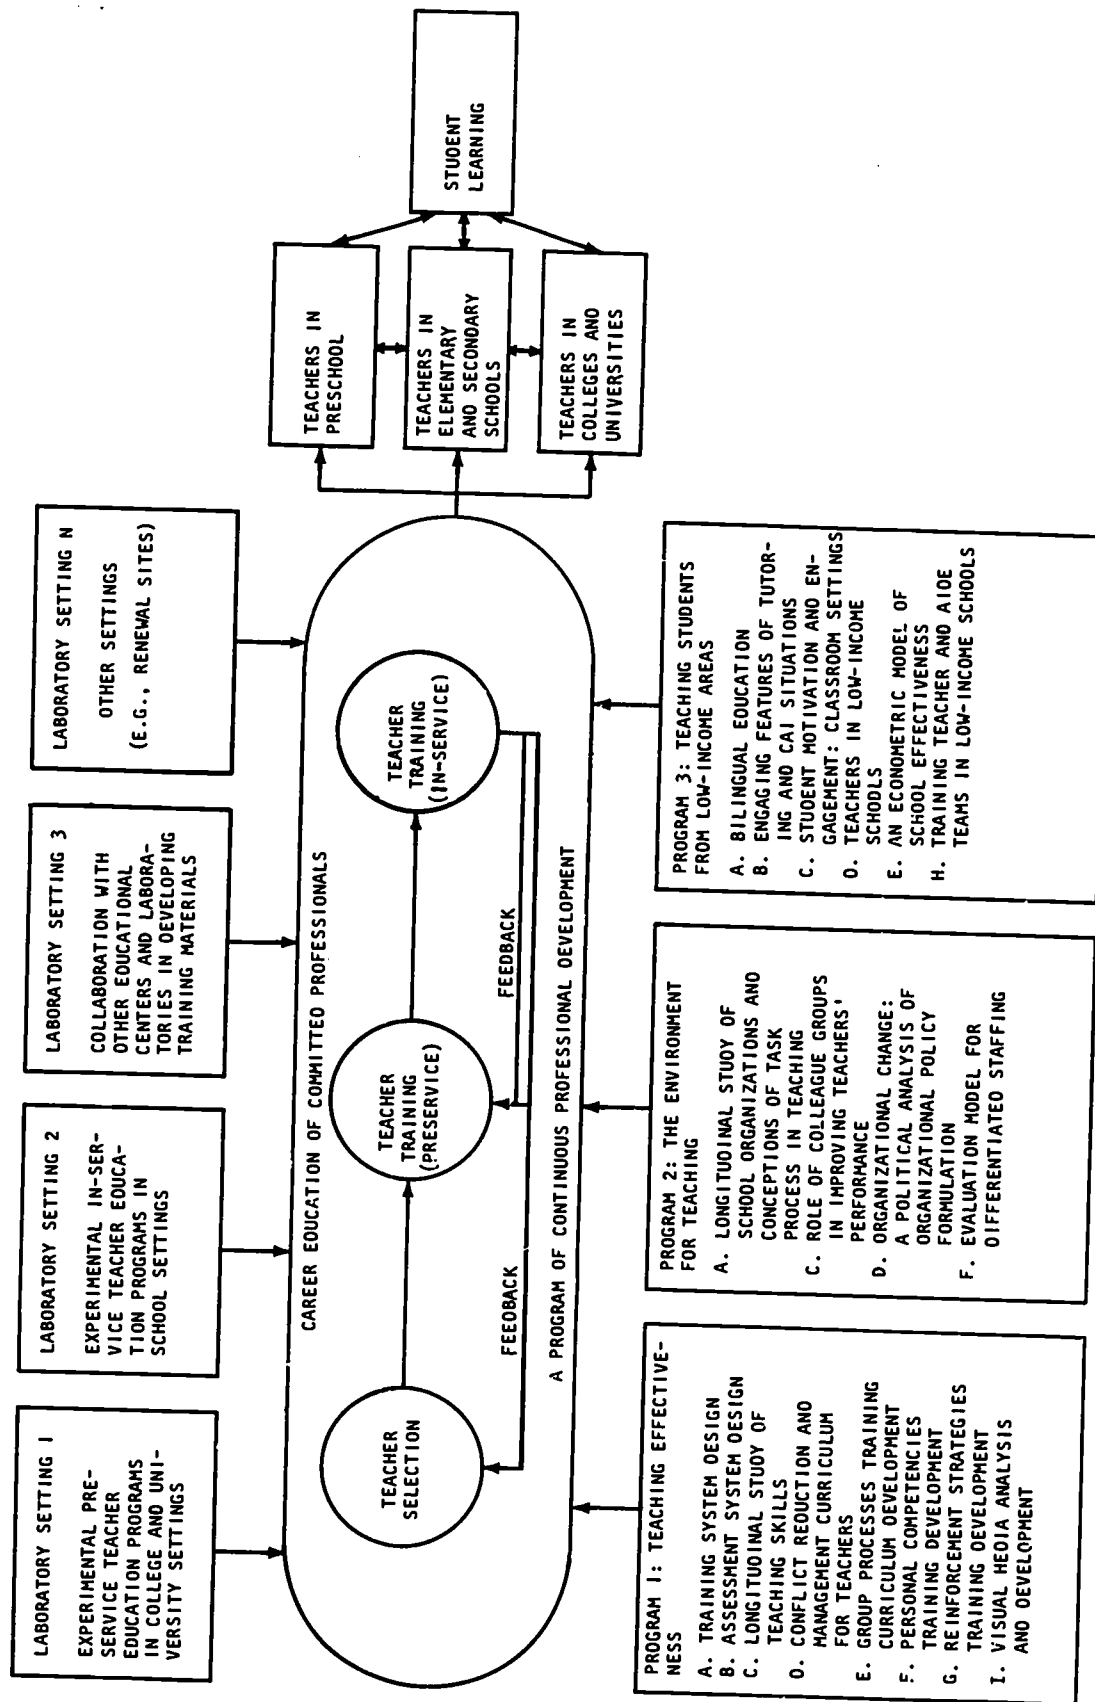 LABORATORY SETTING 1
EXPERIMENTAL PRE-
SERVICE TEACHER
EDUCATION PROGRAMS
IN COLLEGE AND UNI-
VERSITY SETTINGS
LABORATORY SETTING 2
EXPERIMENTAL IN-SER-
VICE TEACHER EDUCA-
TION PROGRAMS IN
SCHOOL SETTINGS
LABORATORY SETTING 3
COLLABORATION WITH
OTHER EDUCATIONAL
CENTERS AND LABORA-
TORIES IN DEVELOPING
TRAINING MATERIALS
LABORATORY SETTING N
OTHER SETTINGS
(E.G., RENEWAL SITES)
CAREER EDUCATION OF COMMITTED PROFESSIONALS
TEACHER
SELECTION
TEACHER
TRAINING
(PRESERVICE)
TEACHER
TRAINING
(IN-SERVICE)
FEEDBACK
FEEDBACK
A PROGRAM OF CONTINUOUS PROFESSIONAL DEVELOPMENT
TEACHERS IN
PRESCHOOL
TEACHERS IN
ELEMENTARY
AND SECONDARY
SCHOOLS
TEACHERS IN
COLLEGES AND
UNIVERSITIES
STUDENT
LEARNING
PROGRAM 1: TEACHING EFFECTIVE-
NESS
A. TRAINING SYSTEM DESIGN
B. ASSESSMENT SYSTEM DESIGN
C. LONGITUOINAL STUDY OF
TEACHING SKILLS
O. CONFLICT REOUCTION AND
MANAGEMENT CURRICULUM
FOR TEACHERS
E. GROUP PROCESSES TRAINING
CURRICULUM DEVELOPMENT
F. PERSONAL COMPETENCIES
TRAINING DEVELOPMENT
G. REINFORCEMENT STRATEGIES
TRAINING DEVELOPMENT
I. VISUAL HEOIA ANALYSIS
AND DEVELOPMENT
PROGRAM 2: THE ENVIRONMENT
FOR TEACHING
A. LONGITUOINAL STUDY OF
SCHOOL ORGANIZATIONS AND
CONCEPTIONS OF TASK
PROCESS IN TEACHING
C. ROLE OF COLLEAGUE GROUPS
IN IMPROVING TEACHERS'
PERFORMANCE
D. ORGANIZATIONAL CHANGE:
A POLITICAL ANALYSIS OF
ORGANIZATIONAL POLICY
FORMULATION
F. EVALUATION MODEL FOR
DIFFERENTIATED STAFFING
PROGRAM 3: TEACHING STUDENTS
FROM LOW-INCOME AREAS
A. BILINGUAL EDUCATION
B. ENGAGING FEATURES OF TUTOR-
ING AND CAI SITUATIONS
C. STUDENT MOTIVATION AND EN-
GAGEMENT: CLASSROOM SETTINGS
O. TEACHERS IN LOW-INCOME
SCHOOLS
E. AN ECONOMETRIC MODEL OF
SCHOOL EFFECTIVENESS
H. TRAINING TEACHER AND AIOE
TEAMS IN LOW-INCOME SCHOOLS